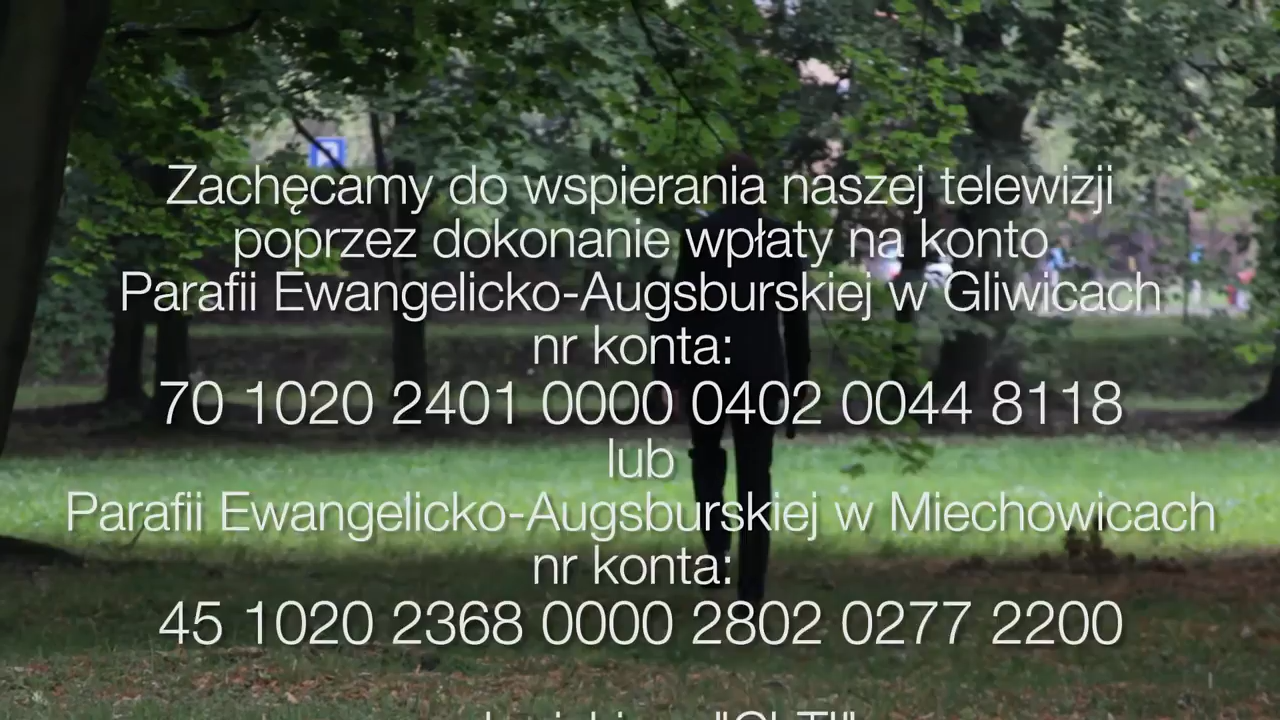 Zachęcamy do wspierania naszej telewizji
poprzez dokonanie wpłaty na konto
Parafii Ewangelicko-Augsburskiej w Gliwicach
nr konta:
70 1020 2401 0000 0402 0044 8118
lub
Parafii Ewangelicko-Augsburskiej w Miechowicach
nr konta:
45 1020 2368 0000 2802 0277 2200